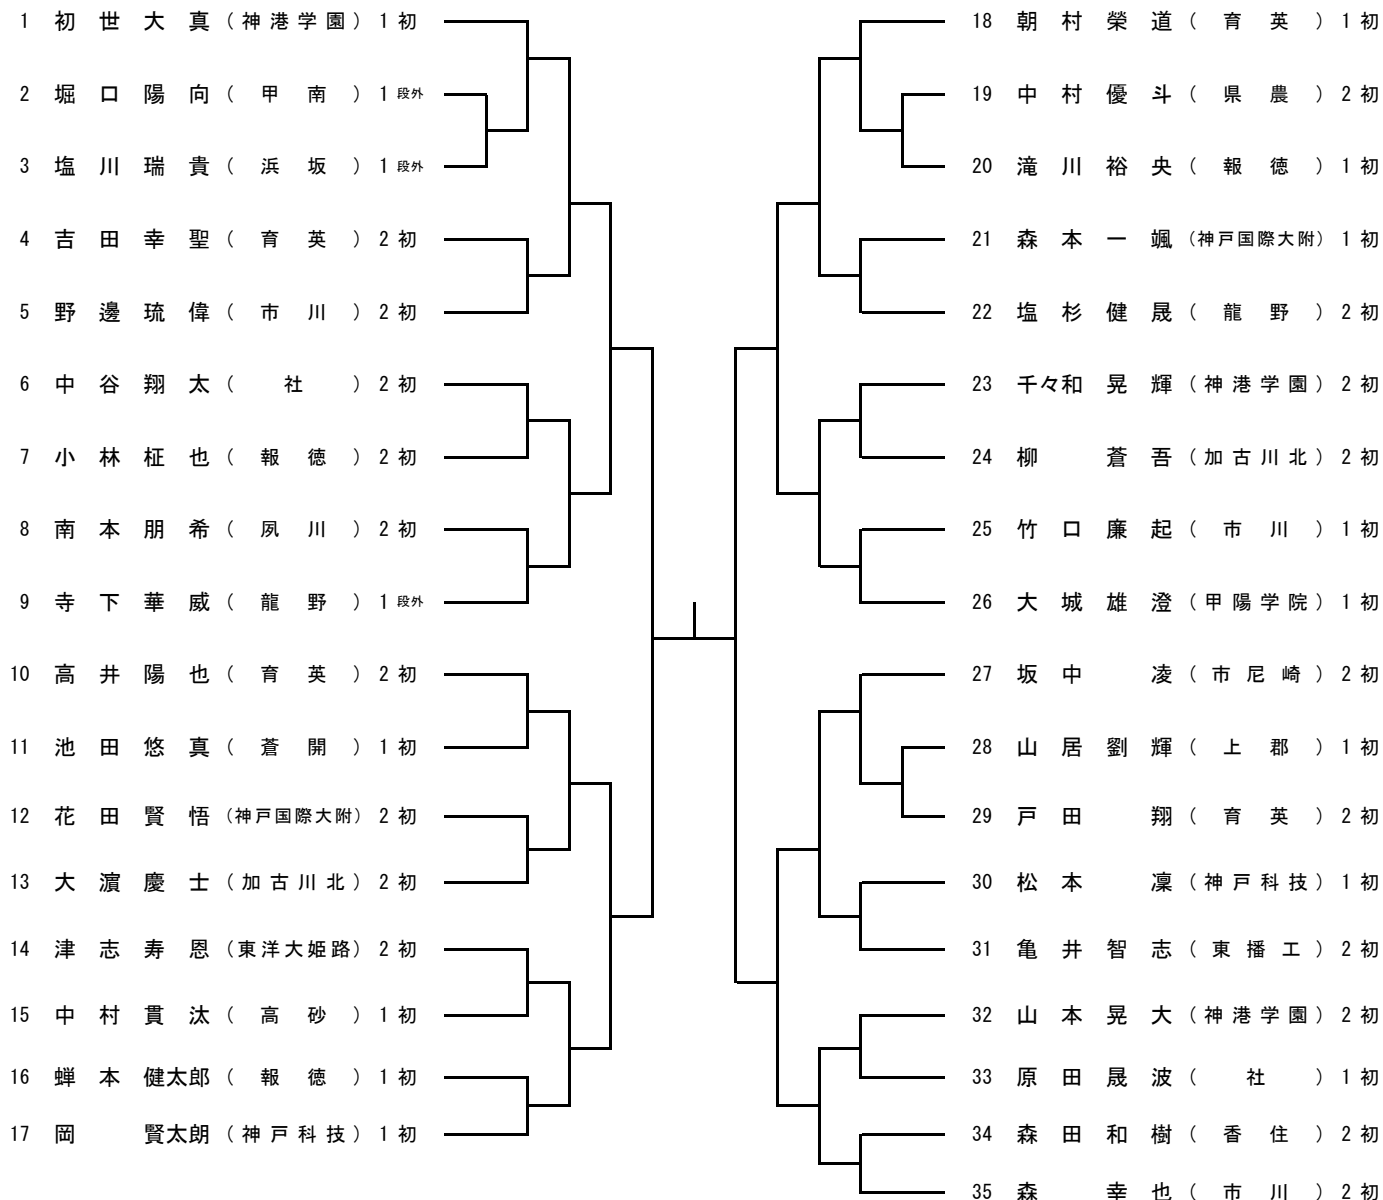 1 初世大真（神港学園）1 初
2 堀口陽向（甲南）1 段外
3 塩川瑞貴（浜坂）1 段外
4 吉田幸聖（育英）2 初
5 野邊琉偉（市川）2 初
6 中谷翔太（社）2 初
7 小林柾也（報徳）2 初
8 南本朋希（夙川）2 初
9 寺下華威（龍野）1 段外
10 高井陽也（育英）2 初
11 池田悠真（蒼開）1 初
12 花田賢悟（神戸国際大附）2 初
13 大濵慶士（加古川北）2 初
14 津志寿恩（東洋大姫路）2 初
15 中村貫汰（高砂）1 初
16 蝉本健太郎（報徳）1 初
17 岡賢太朗（神戸科技）1 初
18 朝村榮道（育英）1 初
19 中村優斗（県農）2 初
20 滝川裕央（報徳）1 初
21 森本一颯（神戸国際大附）1 初
22 塩杉健晟（龍野）2 初
23 千々和晃輝（神港学園）2 初
24 柳蒼吾（加古川北）2 初
25 竹口廉起（市川）1 初
26 大城雄澄（甲陽学院）1 初
27 坂中凌（市尼崎）2 初
28 山居劉輝（上郡）1 初
29 戸田翔（育英）2 初
30 松本凜（神戸科技）1 初
31 亀井智志（東播工）2 初
32 山本晃大（神港学園）2 初
33 原田晟波（社）1 初
34 森田和樹（香住）2 初
35 森幸也（市川）2 初